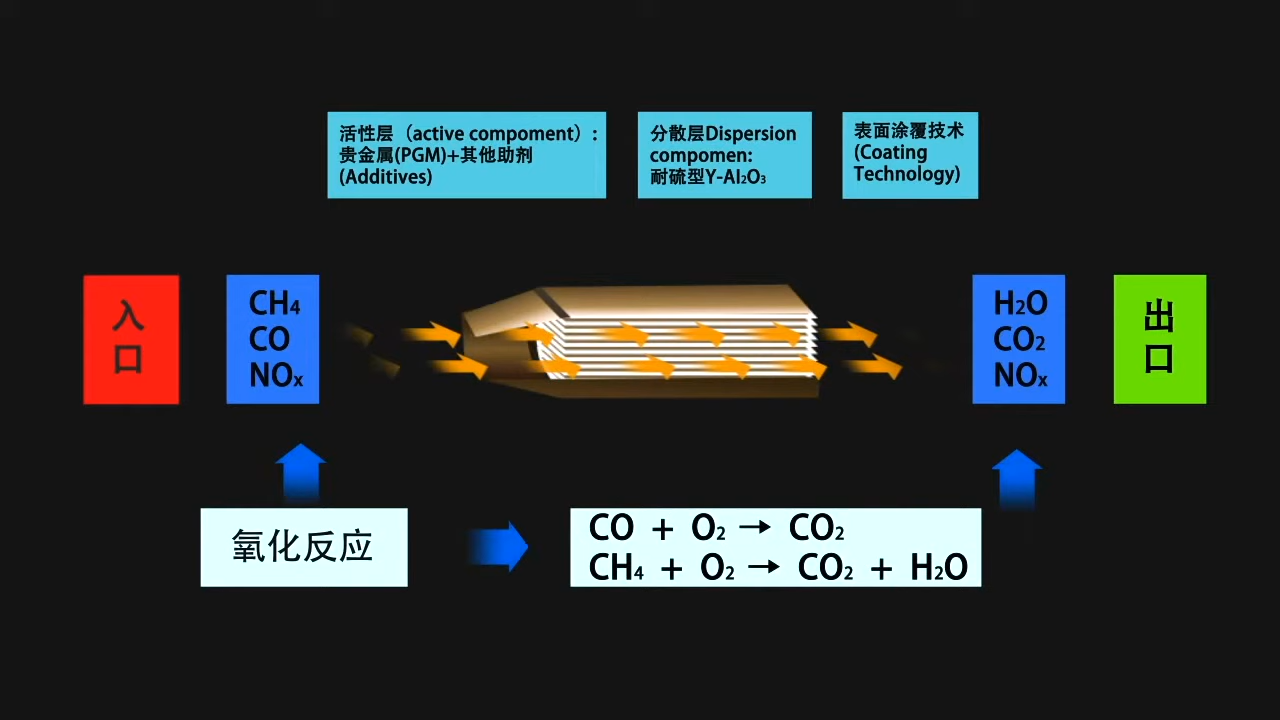 活性层（active compoment）:
贵金属(PGM)+其他助剂
(Additives)
分散层Dispersion
compomen:
耐硫型Y-Al₂O₃
表面涂覆技术
(Coating
Technology)
入
口
CH₄
CO
NOₓ
H₂O
CO₂
NOₓ
出
口
氧化反应
CO + O₂ → CO₂
CH₄ + O₂ → CO₂ + H₂O